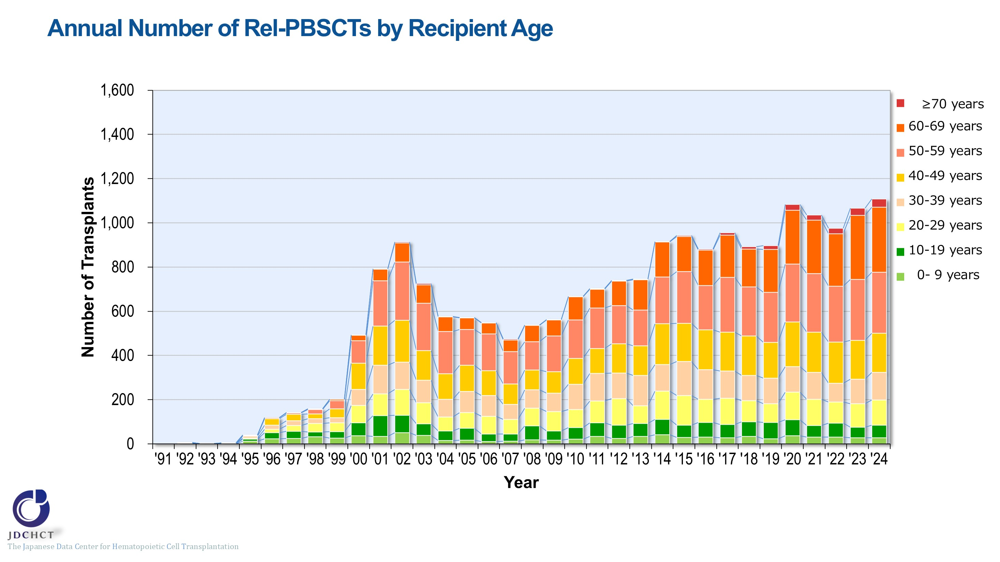 Annual Number of Rel-PBSCTs by Recipient Age
1,600
1,400
1,200
1,000
800
600
400
200
0
Number of Transplants
'91 '92 '93 '94 '95 '96 '97 '98 '99 '00 '01 '02 '03 '04 '05 '06 '07 '08 '09 '10 '11 '12 '13 '14 '15 '16 '17 '18 '19 '20 '21 '22 '23 '24
Year
≥70 years
60-69 years
50-59 years
40-49 years
30-39 years
20-29 years
10-19 years
0- 9 years
JDCHCT
The Japanese Data Center for Hematopoietic Cell Transplantation